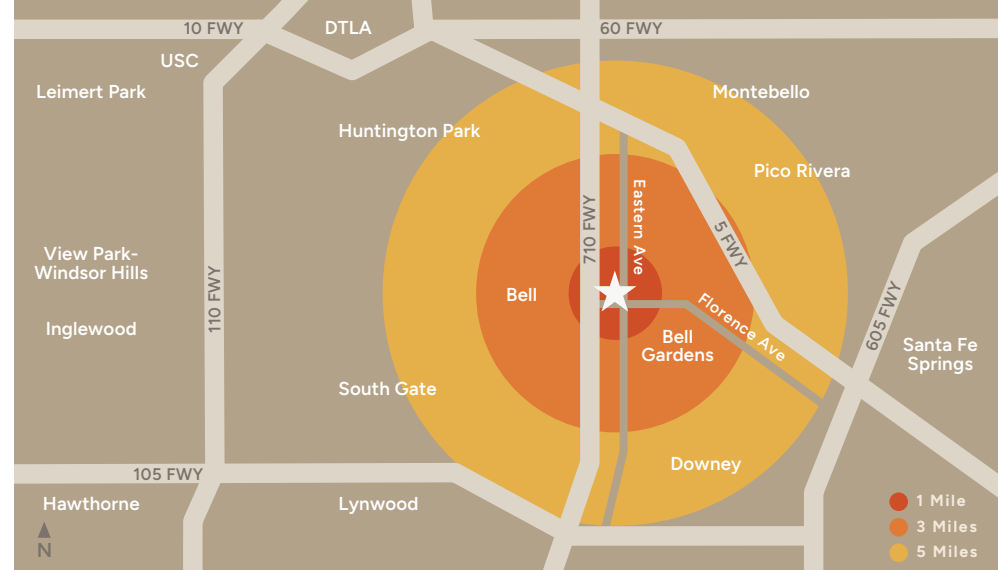 10 FWY
DTLA
60 FWY
USC
Leimert Park
Montebello
Huntington Park
Pico Rivera
Eastern Ave
710 FWY
5 FWY
View Park-
Windsor Hills
110 FWY
Bell
Florence Ave
605 FWY
Inglewood
Bell
Gardens
Santa Fe
Springs
South Gate
Downey
105 FWY
Hawthorne
Lynwood
N
1 Mile
3 Miles
5 Miles